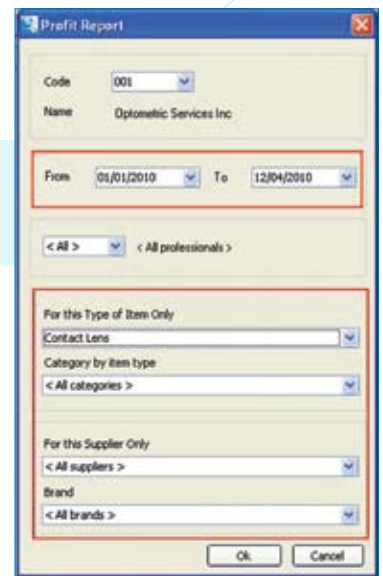 Profit Report
Code 001
Name Optometric Services Inc
From 01/01/2010 To 12/04/2010
< All > < All professionals >
For this Type of Item Only
Contact Lens
Category by item type
< All categories >
For this Supplier Only
< All suppliers >
Brand
< All brands >
Ok Cancel